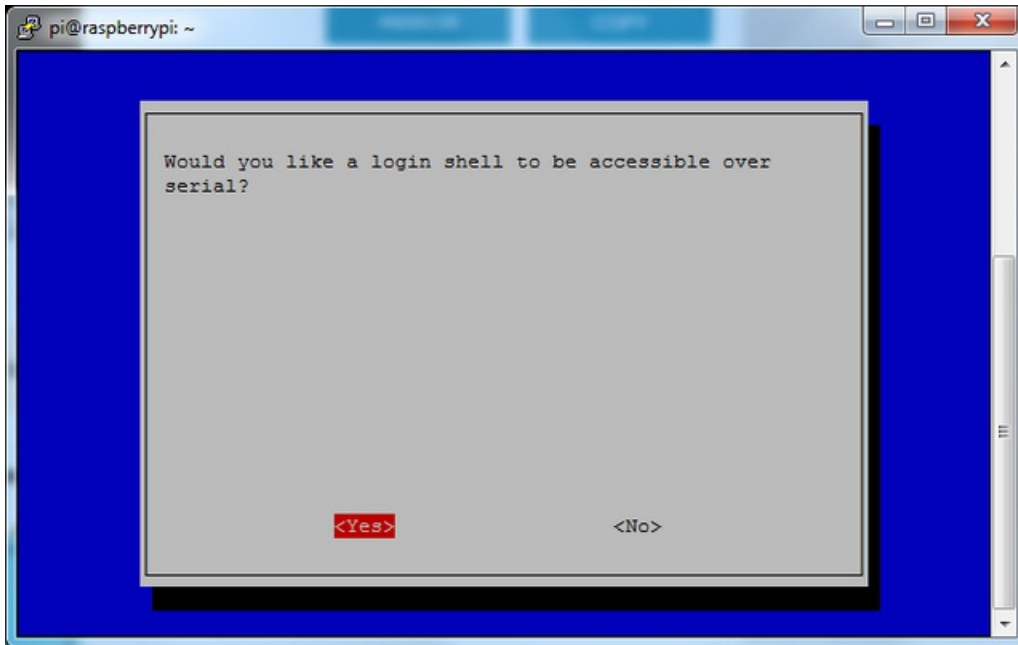 pi@raspberrypi: ~
Would you like a login shell to be accessible over
serial?
<Yes> <No>